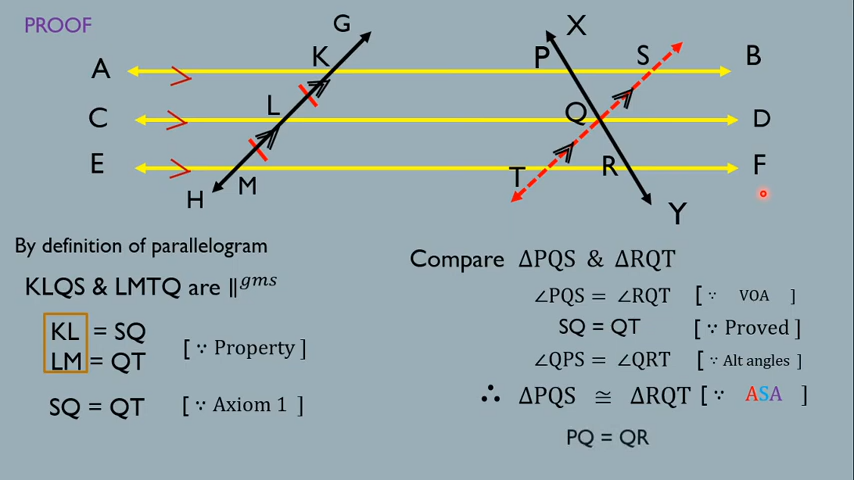 PROOF
G
X
A
K
P
S
B
C
L
Q
D
E
T
R
F
H
M
Y
By definition of parallelogram
KLQS & LMTQ are ∥ᵍᵐˢ
KL = SQ
LM = QT
[ ∵ Property ]
SQ = QT [ ∵ Axiom 1 ]
Compare ΔPQS & ΔRQT
∠PQS = ∠RQT [ ∵ VOA ]
SQ = QT [ ∵ Proved ]
∠QPS = ∠QRT [ ∵ Alt angles ]
∴ ΔPQS ≅ ΔRQT [ ∵ ASA ]
PQ = QR